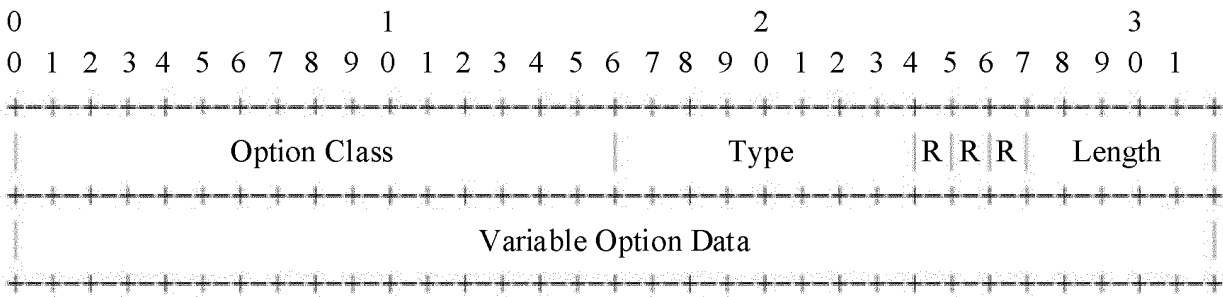 0 1 2 3
0 1 2 3 4 5 6 7 8 9 0 1 2 3 4 5 6 7 8 9 0 1 2 3 4 5 6 7 8 9 0 1
Option Class Type R R R Length
Variable Option Data